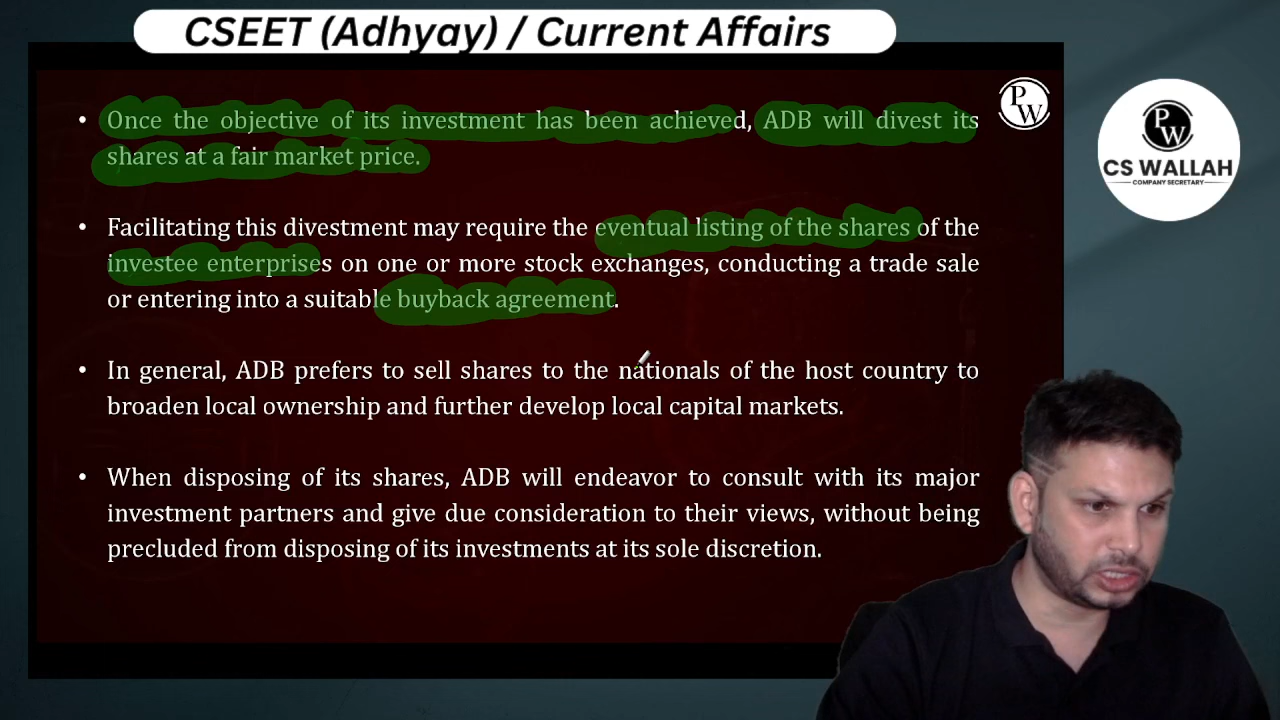 CSEET (Adhyay) / Current Affairs
• Once the objective of its investment has been achieved, ADB will divest its
shares at a fair market price.
• Facilitating this divestment may require the eventual listing of the shares of the
investee enterprises on one or more stock exchanges, conducting a trade sale
or entering into a suitable buyback agreement.
• In general, ADB prefers to sell shares to the nationals of the host country to
broaden local ownership and further develop local capital markets.
• When disposing of its shares, ADB will endeavor to consult with its major
investment partners and give due consideration to their views, without being
precluded from disposing of its investments at its sole discretion.
P
W
P
W
CS WALLAH
COMPANY SECRETARY